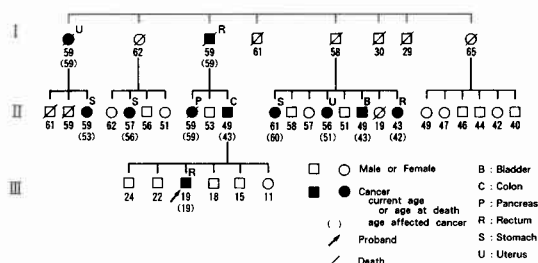 I U R
59 62 59 61 58 30 29 65
(59) (59)
II S S P C S U B R
61 59 59 62 57 56 51 59 53 49 61 58 57 56 51 49 19 43 49 47 46 44 42 40
(53) (56) (59) (43) (60) (51) (43) (42)
III R
24 22 19 18 15 11
(19)
Male or Female
Cancer
current age
or age at death
( ) age affected cancer
Proband
Death
B : Bladder
C : Colon
P : Pancreas
R : Rectum
S : Stomach
U : Uterus